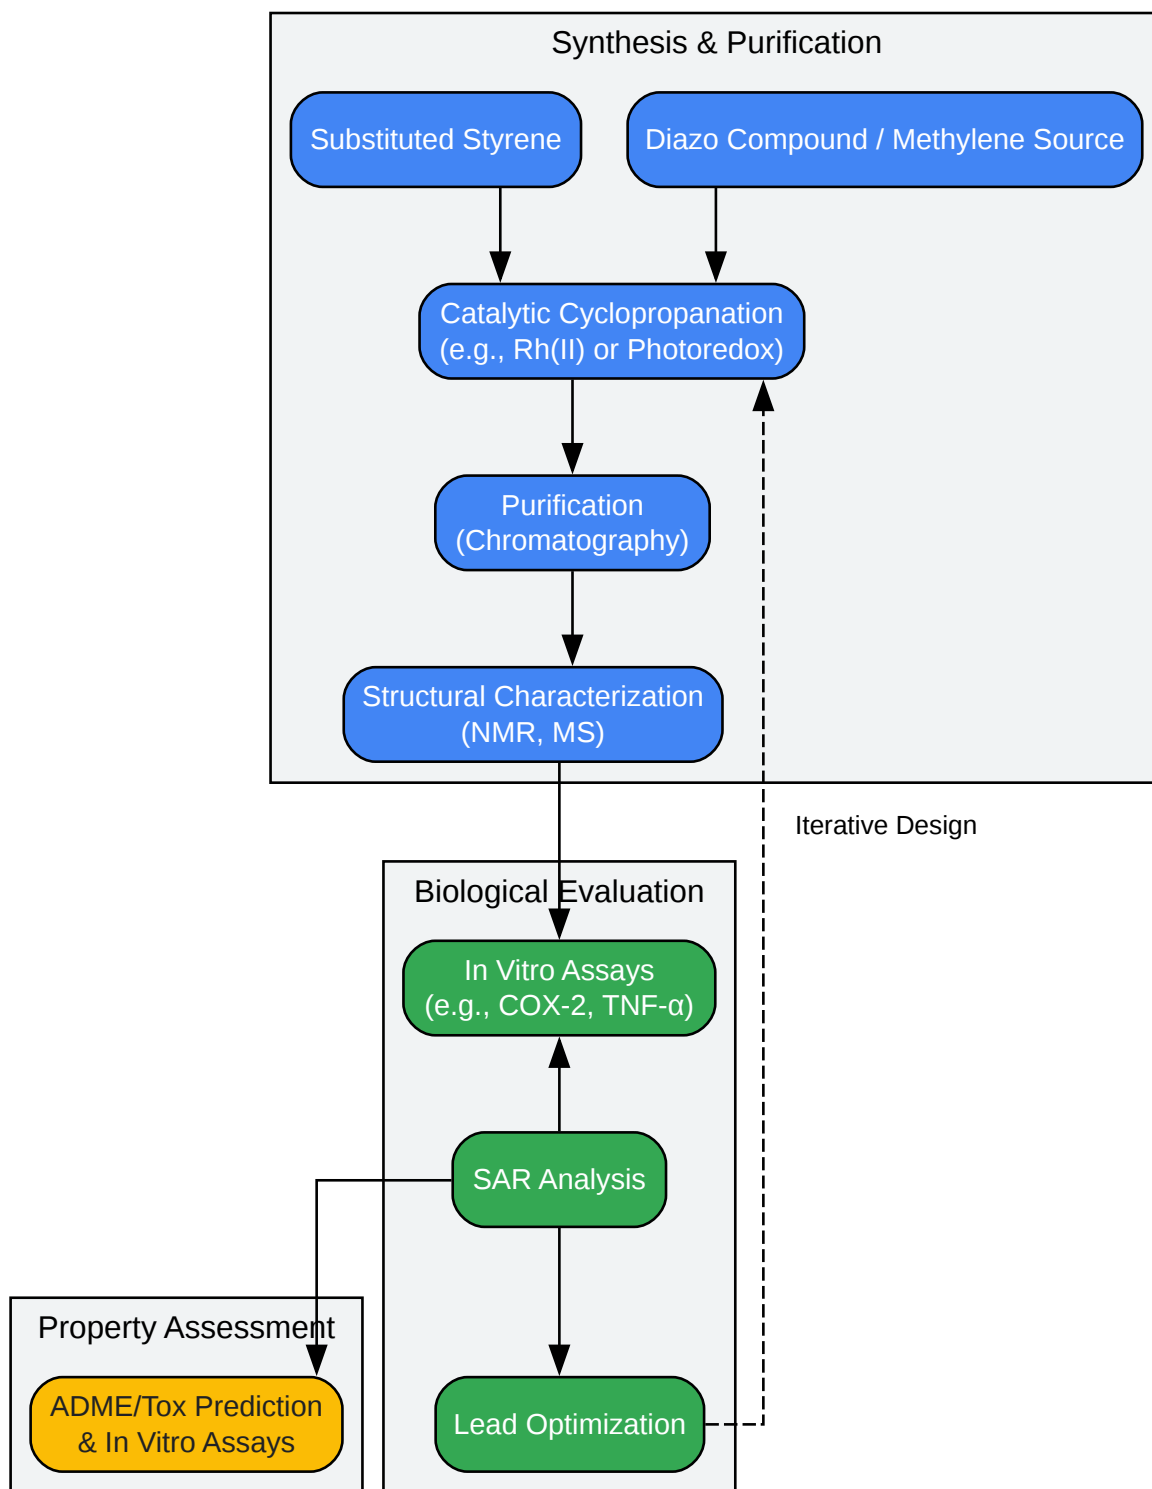 Synthesis & Purification
Substituted Styrene
Diazo Compound / Methylene Source
Catalytic Cyclopropanation
(e.g., Rh(II) or Photoredox)
Purification
(Chromatography)
Structural Characterization
(NMR, MS)
Iterative Design
Biological Evaluation
In Vitro Assays
(e.g., COX-2, TNF-α)
SAR Analysis
Property Assessment
ADME/Tox Prediction
& In Vitro Assays
Lead Optimization